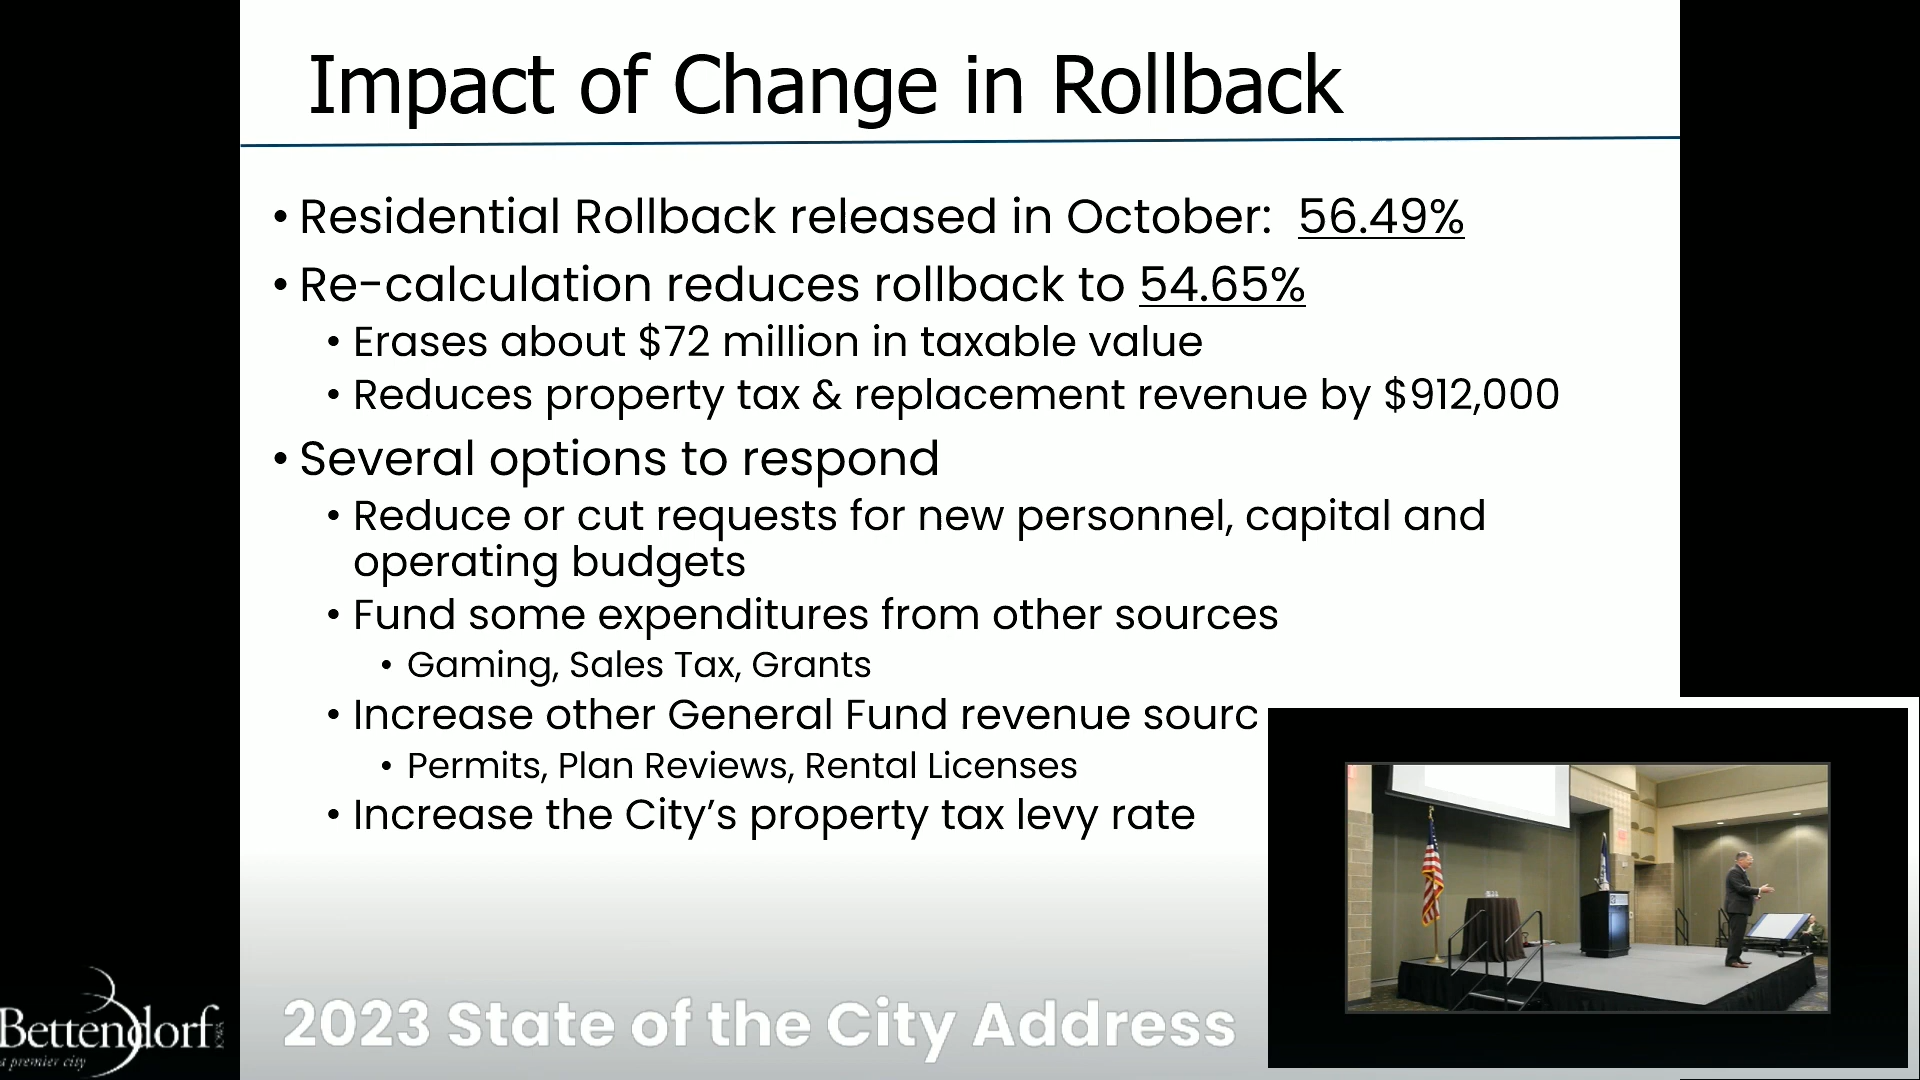 Impact of Change in Rollback
• Residential Rollback released in October: 56.49%
• Re-calculation reduces rollback to 54.65%
• Erases about $72 million in taxable value
• Reduces property tax & replacement revenue by $912,000
• Several options to respond
• Reduce or cut requests for new personnel, capital and
operating budgets
• Fund some expenditures from other sources
• Gaming, Sales Tax, Grants
• Increase other General Fund revenue sourc
• Permits, Plan Reviews, Rental Licenses
• Increase the City’s property tax levy rate
2023 State of the City Address
Bettendorf
a premier city